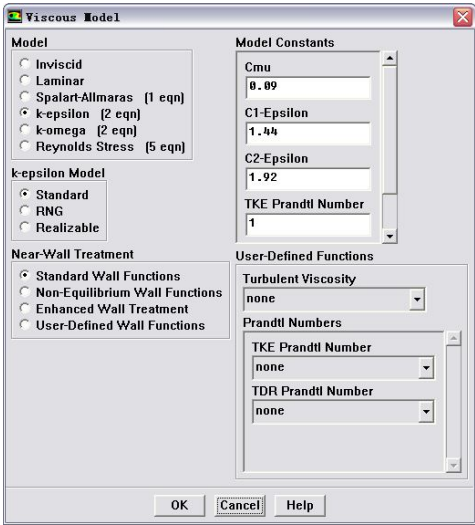 Viscous Model
Model
Inviscid
Laminar
Spalart-Allmaras (1 eqn)
k-epsilon (2 eqn)
k-omega (2 eqn)
Reynolds Stress (5 eqn)
k-epsilon Model
Standard
RNG
Realizable
Near-Wall Treatment
Standard Wall Functions
Non-Equilibrium Wall Functions
Enhanced Wall Treatment
User-Defined Wall Functions
Model Constants
Cmu
0.09
C1-Epsilon
1.44
C2-Epsilon
1.92
TKE Prandtl Number
1
User-Defined Functions
Turbulent Viscosity
none
Prandtl Numbers
TKE Prandtl Number
none
TDR Prandtl Number
none
OK Cancel Help